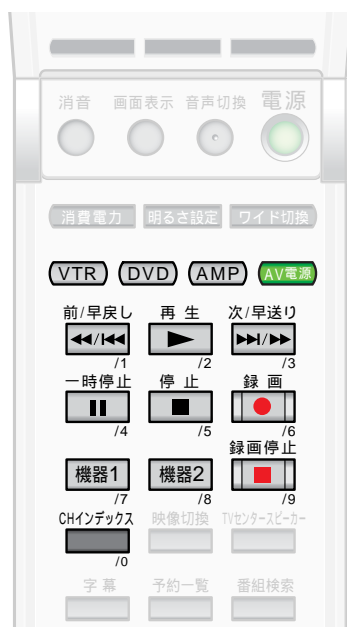 消音 画面表示 音声切換 電源
消費電力 明るさ設定 ワイド切換
VTR DVD AMP AV電源
前/早戻し 再生 次/早送り
/1 /2 /3
一時停止 停止 録画
/4 /5 /6
録画停止
機器1 機器2
/7 /8 /9
CHインデックス 映像切換 TVセンタースピーカー
/0
字幕 予約一覧 番組検索